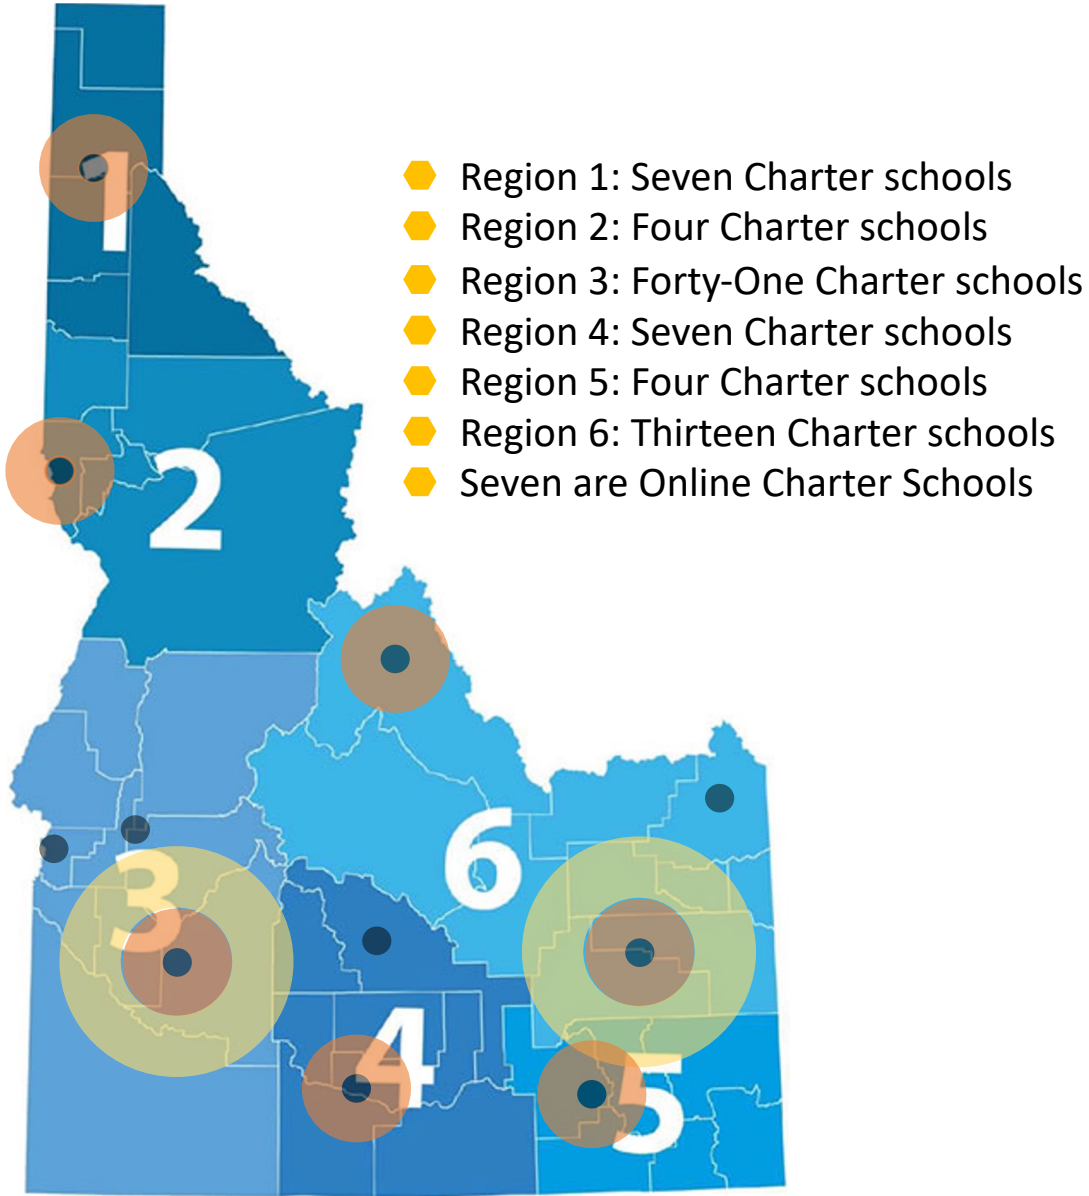 1
Region 1: Seven Charter schools
Region 2: Four Charter schools
Region 3: Forty-One Charter schools
Region 4: Seven Charter schools
Region 5: Four Charter schools
Region 6: Thirteen Charter schools
Seven are Online Charter Schools
2
6
3
4
5